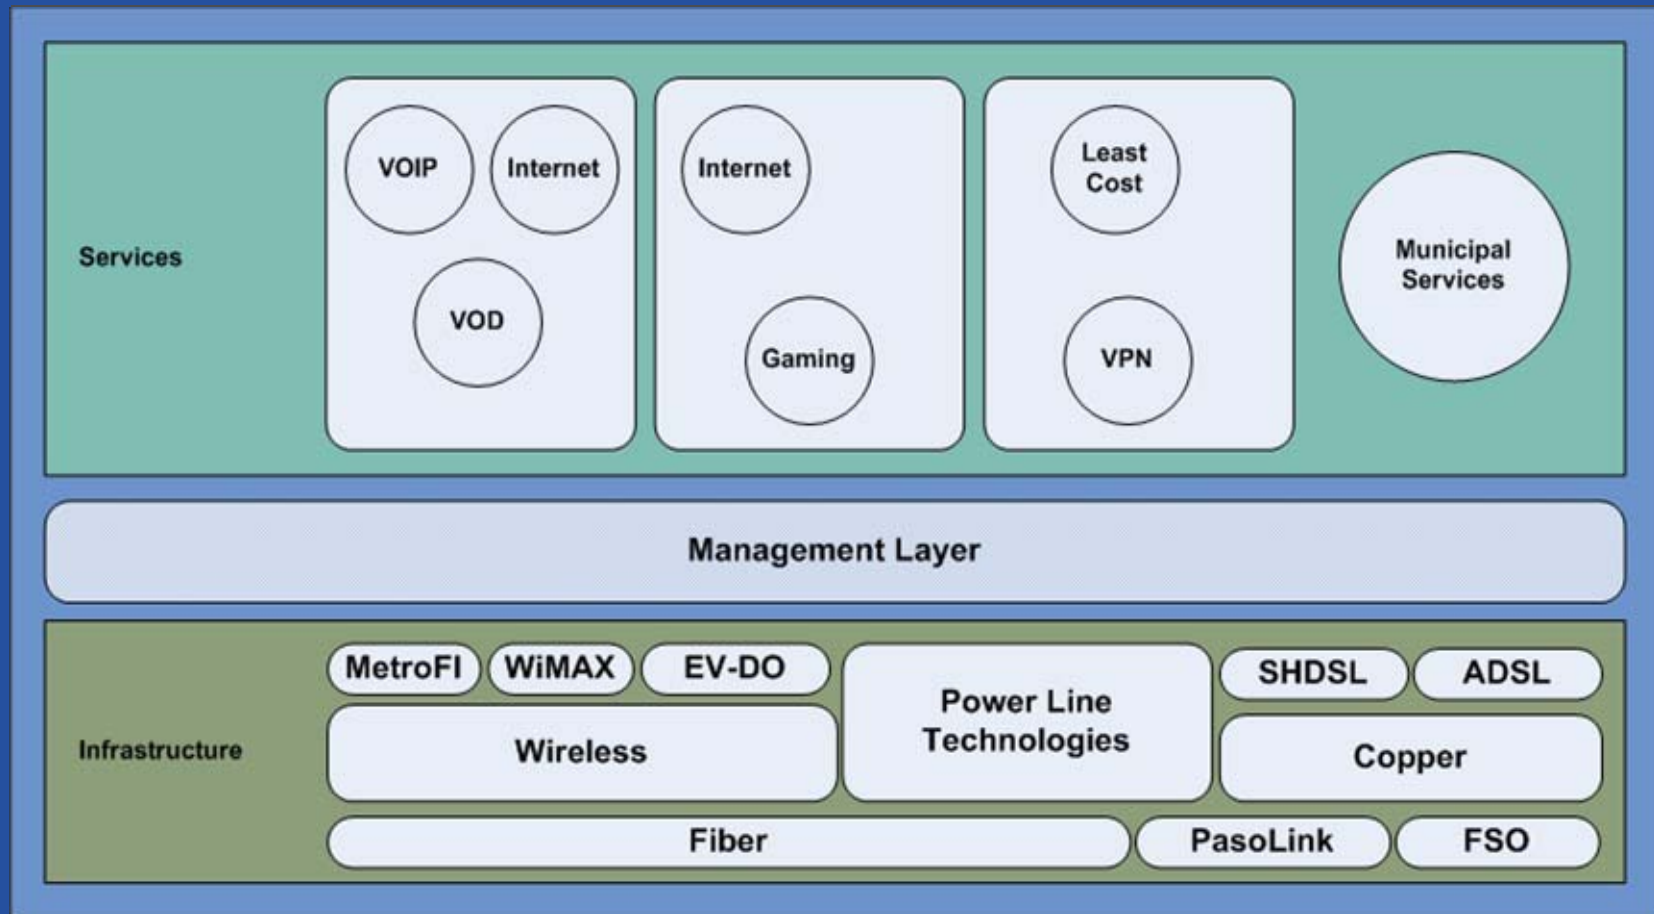 VOIP
Internet
VOD
Internet
Gaming
Least
Cost
VPN
Municipal
Services
Services
Management Layer
MetroFI
WiMAX
EV-DO
Power Line
Technologies
SHDSL
ADSL
Infrastructure
Wireless
Copper
Fiber
PasoLink
FSO